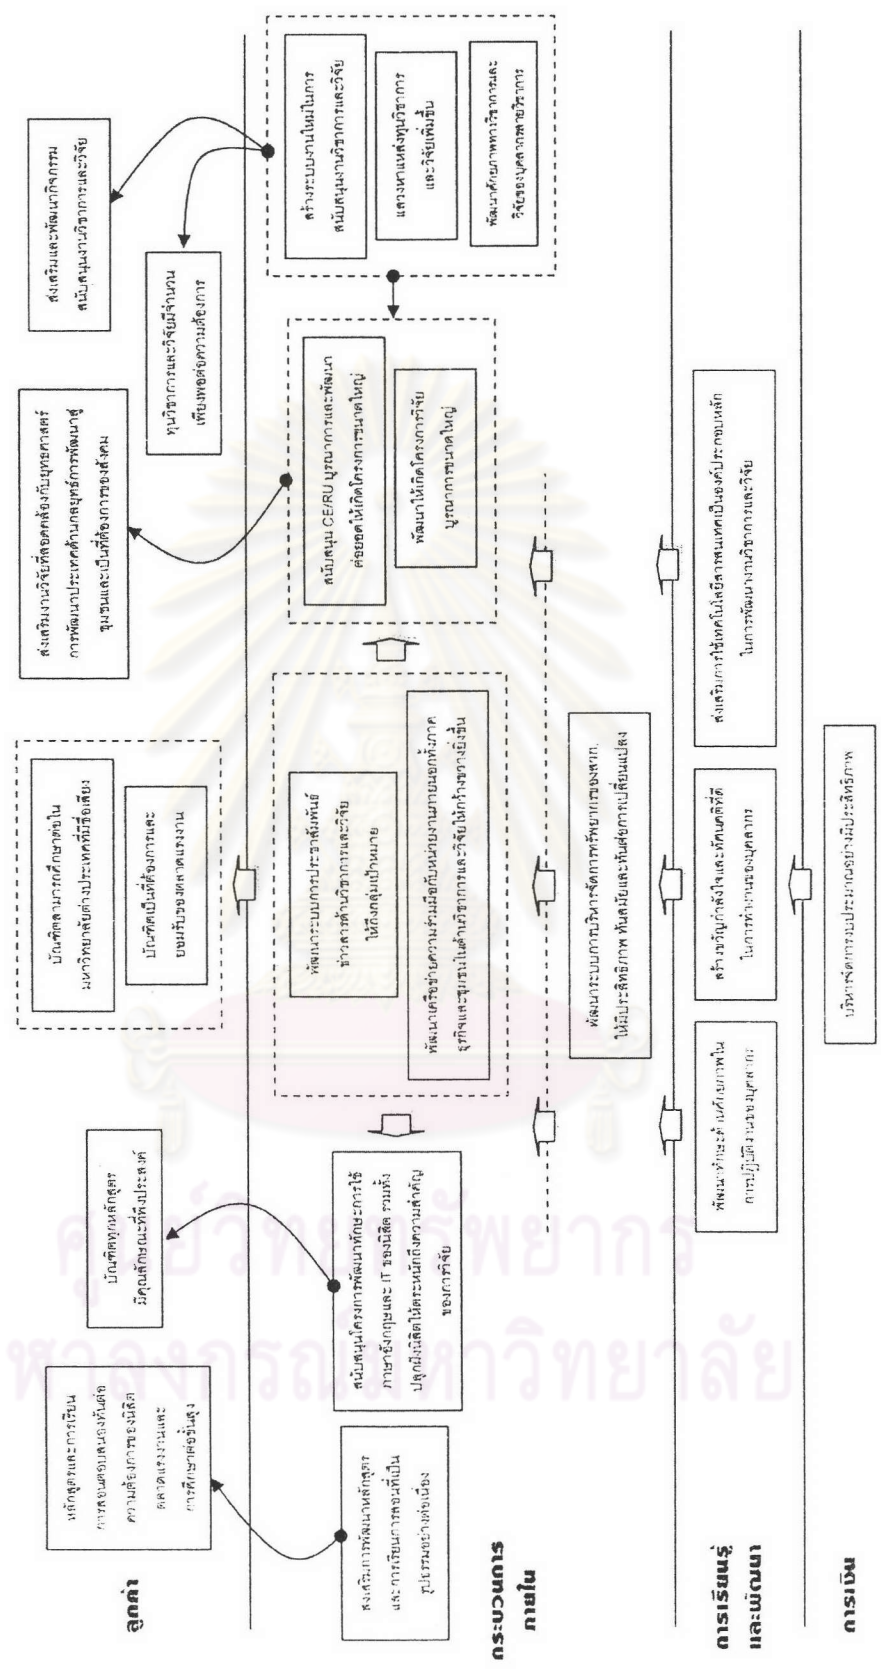 ลูกค้า
หลักสูตรและการเรียน
การสอนตอบสนองทันต่อ
ความต้องการของนิสิต
ตลาดแรงงานและ
การศึกษาต่อขั้นสูง
บัณฑิตทุกหลักสูตร
มีคุณลักษณะที่พึงประสงค์
บัณฑิตสามารถศึกษาต่อใน
มหาวิทยาลัยต่างประเทศที่มีชื่อเสียง
บัณฑิตเป็นที่ต้องการและ
ยอมรับของตลาดแรงงาน
ส่งเสริมงานวิจัยที่สอดคล้องกับยุทธศาสตร์
การพัฒนาประเทศด้านกลยุทธ์การพัฒนาสู่
ชุมชนและเป็นที่ต้องการของสังคม
ทุนวิชาการและวิจัยมีจำนวน
เพียงพอต่อความต้องการ
ส่งเสริมและพัฒนากิจกรรม
สนับสนุนงานวิชาการและวิจัย
กระบวนการ
ภายใน
ส่งเสริมการพัฒนาหลักสูตร
และการเรียนการสอนที่เป็น
รูปธรรมอย่างต่อเนื่อง
สนับสนุนโครงการพัฒนาทักษะการใช้
ภาษาอังกฤษและ IT ของนิสิต รวมทั้ง
ปลูกฝังนิสิตให้ตระหนักถึงความสำคัญ
ของการวิจัย
พัฒนาระบบการประชาสัมพันธ์
ข่าวสารด้านวิชาการและวิจัย
ให้ถึงกลุ่มเป้าหมาย
พัฒนาเครือข่ายความร่วมมือกับหน่วยงานภายนอกทั้งภาค
ธุรกิจและชุมชนในด้านวิชาการและวิจัยให้กว้างขวางยิ่งขึ้น
สนับสนุน CE/RU บูรณาการและพัฒนา
ต่อยอดให้เกิดโครงการขนาดใหญ่
พัฒนาให้เกิดโครงการวิจัย
บูรณาการขนาดใหญ่
สร้างระบบงานใหม่ในการ
สนับสนุนงานวิชาการและวิจัย
แสวงหาแหล่งทุนวิชาการ
และวิจัยเพิ่มขึ้น
พัฒนาศักยภาพทางวิชาการและ
วิจัยของบุคลากรสายวิชาการ
พัฒนาระบบการบริหารจัดการทรัพยากรของสวท.
ให้มีประสิทธิภาพ ทันสมัยและทันต่อการเปลี่ยนแปลง
การเรียนรู้
และพัฒนา
พัฒนาทักษะด้านศักยภาพใน
การปฏิบัติงานของบุคลากร
สร้างขวัญกำลังใจและทัศนคติที่ดี
ในการทำงานของบุคลากร
ส่งเสริมการใช้เทคโนโลยีสารสนเทศเป็นองค์ประกอบหลัก
ในการพัฒนางานวิชาการและวิจัย
การเงิน
บริหารจัดการงบประมาณอย่างมีประสิทธิภาพ
ศูนย์วิทยทรัพยากร
จุฬาลงกรณ์มหาวิทยาลัย